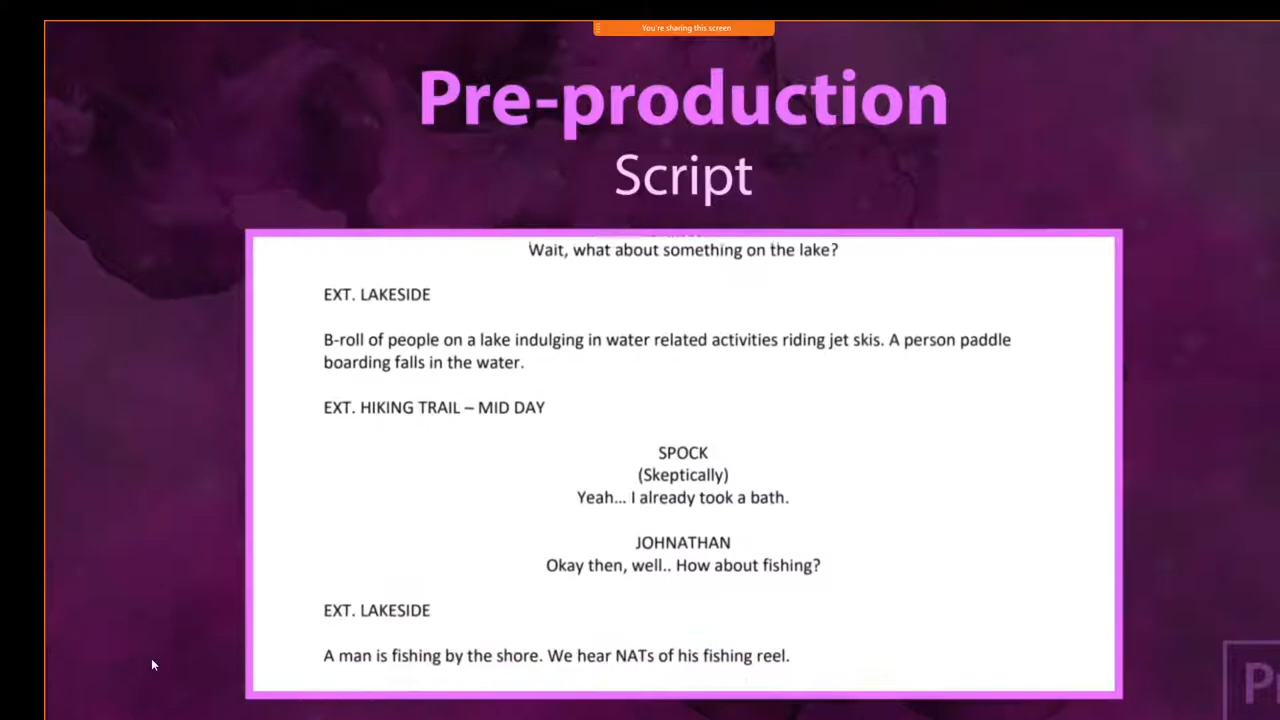 You're sharing this screen
Pre-production
Script
Wait, what about something on the lake?
EXT. LAKESIDE
B-roll of people on a lake indulging in water related activities riding jet skis. A person paddle
boarding falls in the water.
EXT. HIKING TRAIL – MID DAY
SPOCK
(Skeptically)
Yeah... I already took a bath.
JOHNATHAN
Okay then, well.. How about fishing?
EXT. LAKESIDE
A man is fishing by the shore. We hear NATs of his fishing reel.